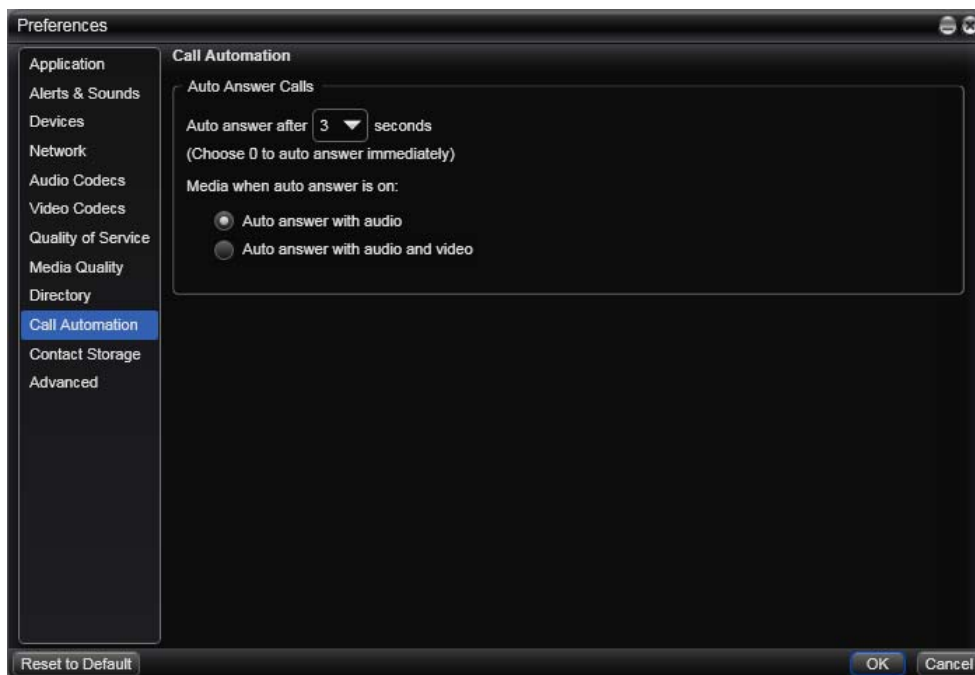 Preferences
Application
Alerts & Sounds
Devices
Network
Audio Codecs
Video Codecs
Quality of Service
Media Quality
Directory
Call Automation
Contact Storage
Advanced
Call Automation
Auto Answer Calls
Auto answer after 3 seconds
(Choose 0 to auto answer immediately)
Media when auto answer is on:
Auto answer with audio
Auto answer with audio and video
Reset to Default
OK
Cancel